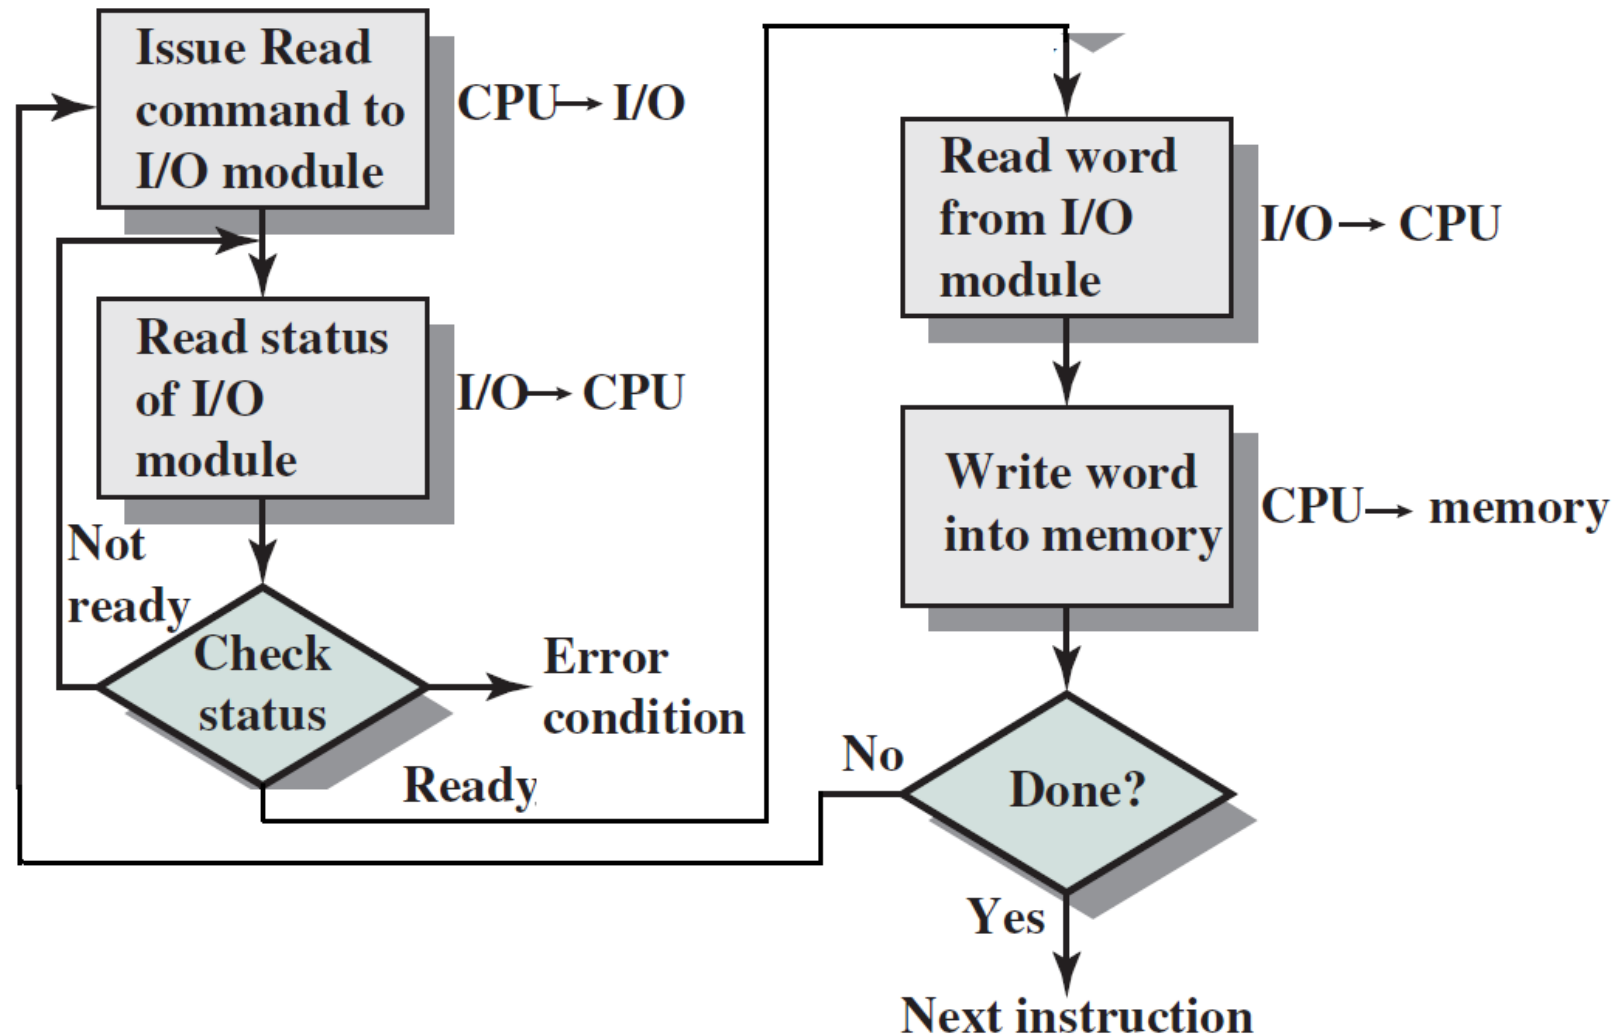 Issue Read
command to
I/O module
CPU→ I/O
Read status
of I/O
module
I/O→ CPU
Not
ready
Check
status
Error
condition
Ready
Read word
from I/O
module
I/O → CPU
Write word
into memory
CPU→ memory
No
Done?
Yes
Next instruction